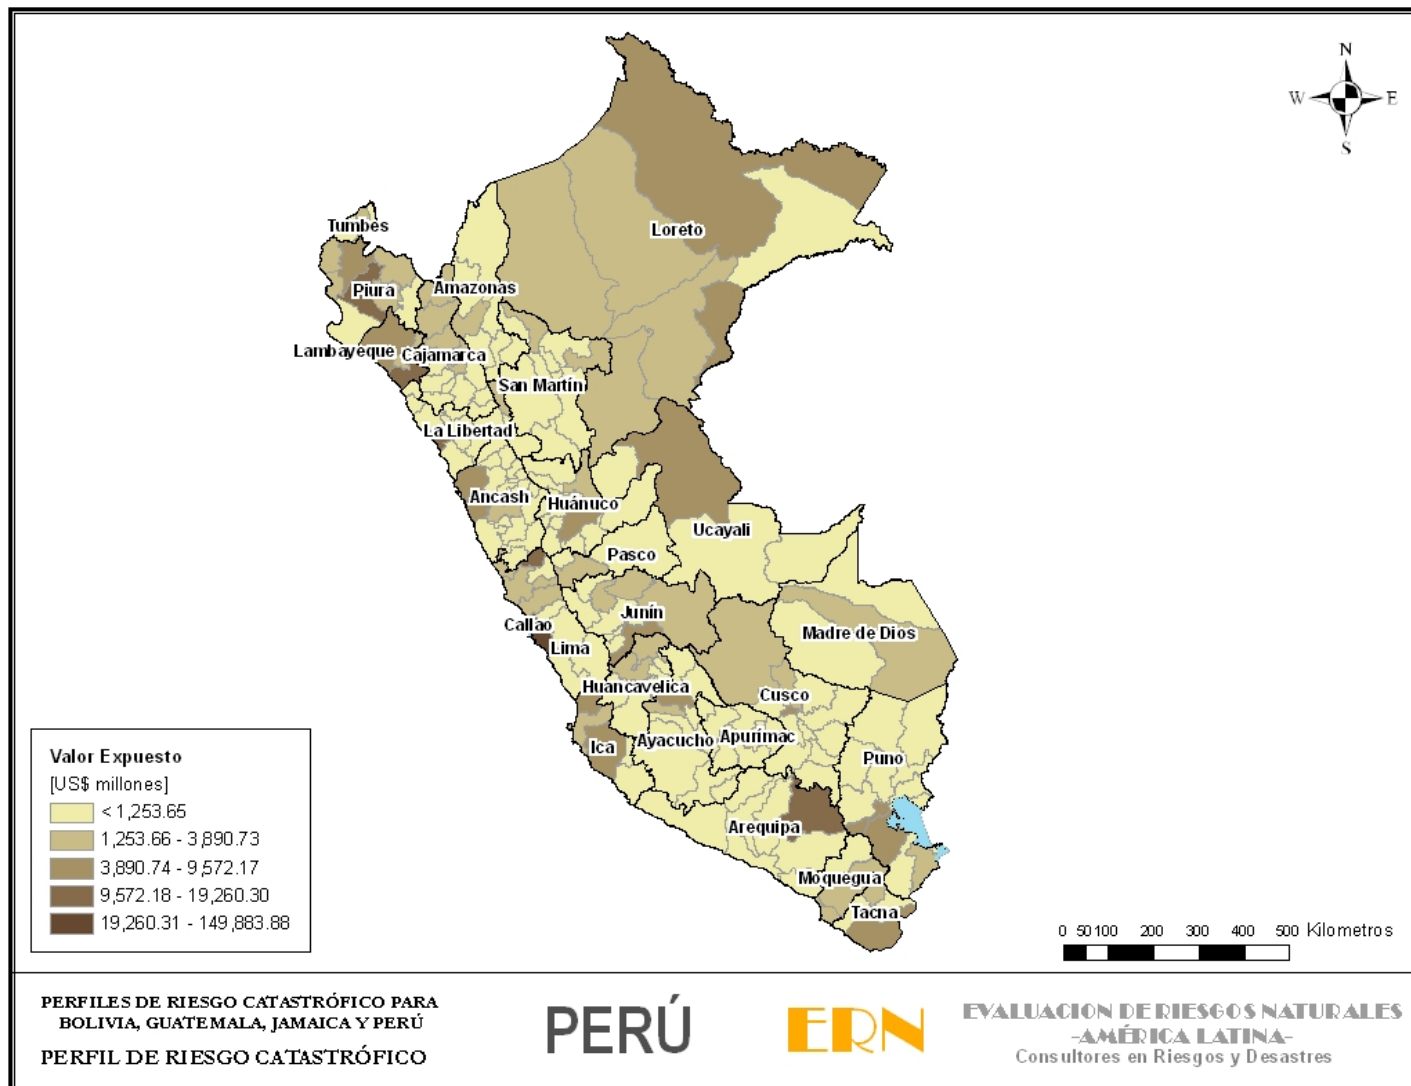 N
W
E
S
Tumbes
Loreto
Piura
Amazonas
Lambayeque
Cajamarca
San Martín
La Libertad
Ancash
Huánuco
Ucayali
Pasco
Junín
Callao
Lima
Madre de Dios
Huancavelica
Cusco
Ica
Ayacucho
Apurímac
Puno
Arequipa
Moquegua
Tacna
Valor Expuesto
[US$ millones]
< 1,253.65
1,253.66 - 3,890.73
3,890.74 - 9,572.17
9,572.18 - 19,260.30
19,260.31 - 149,883.88
0 50 100 200 300 400 500 Kilometros
PERFILES DE RIESGO CATASTRÓFICO PARA
BOLIVIA, GUATEMALA, JAMAICA Y PERÚ
PERFIL DE RIESGO CATASTRÓFICO
PERÚ
ERN
EVALUACION DE RIESGOS NATURALES
-AMÉRICA LATINA-
Consultores en Riesgos y Desastres